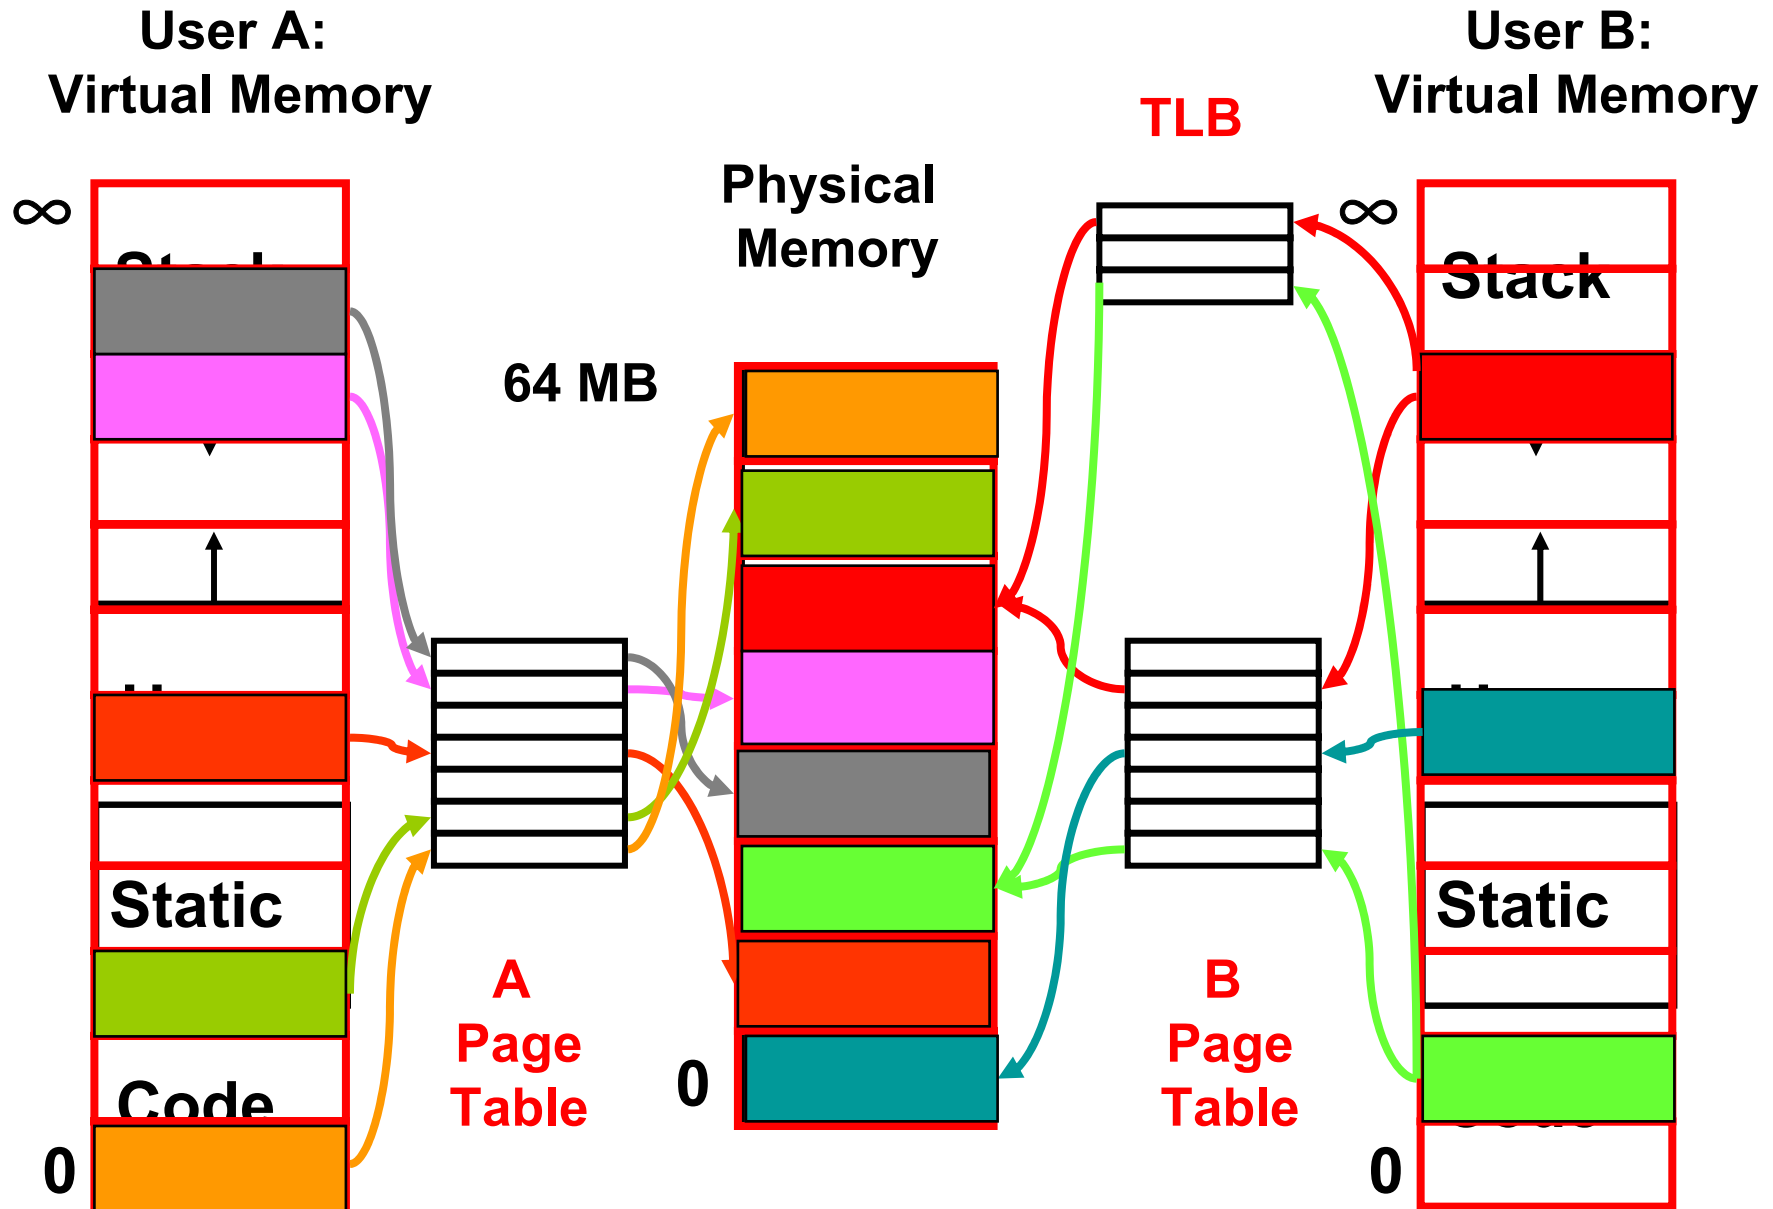 User A:
Virtual Memory
User B:
Virtual Memory
TLB
Physical
Memory
∞
∞
Stack
Stack
64 MB
Static
Static
A
Page
Table
B
Page
Table
Code
0
0
0